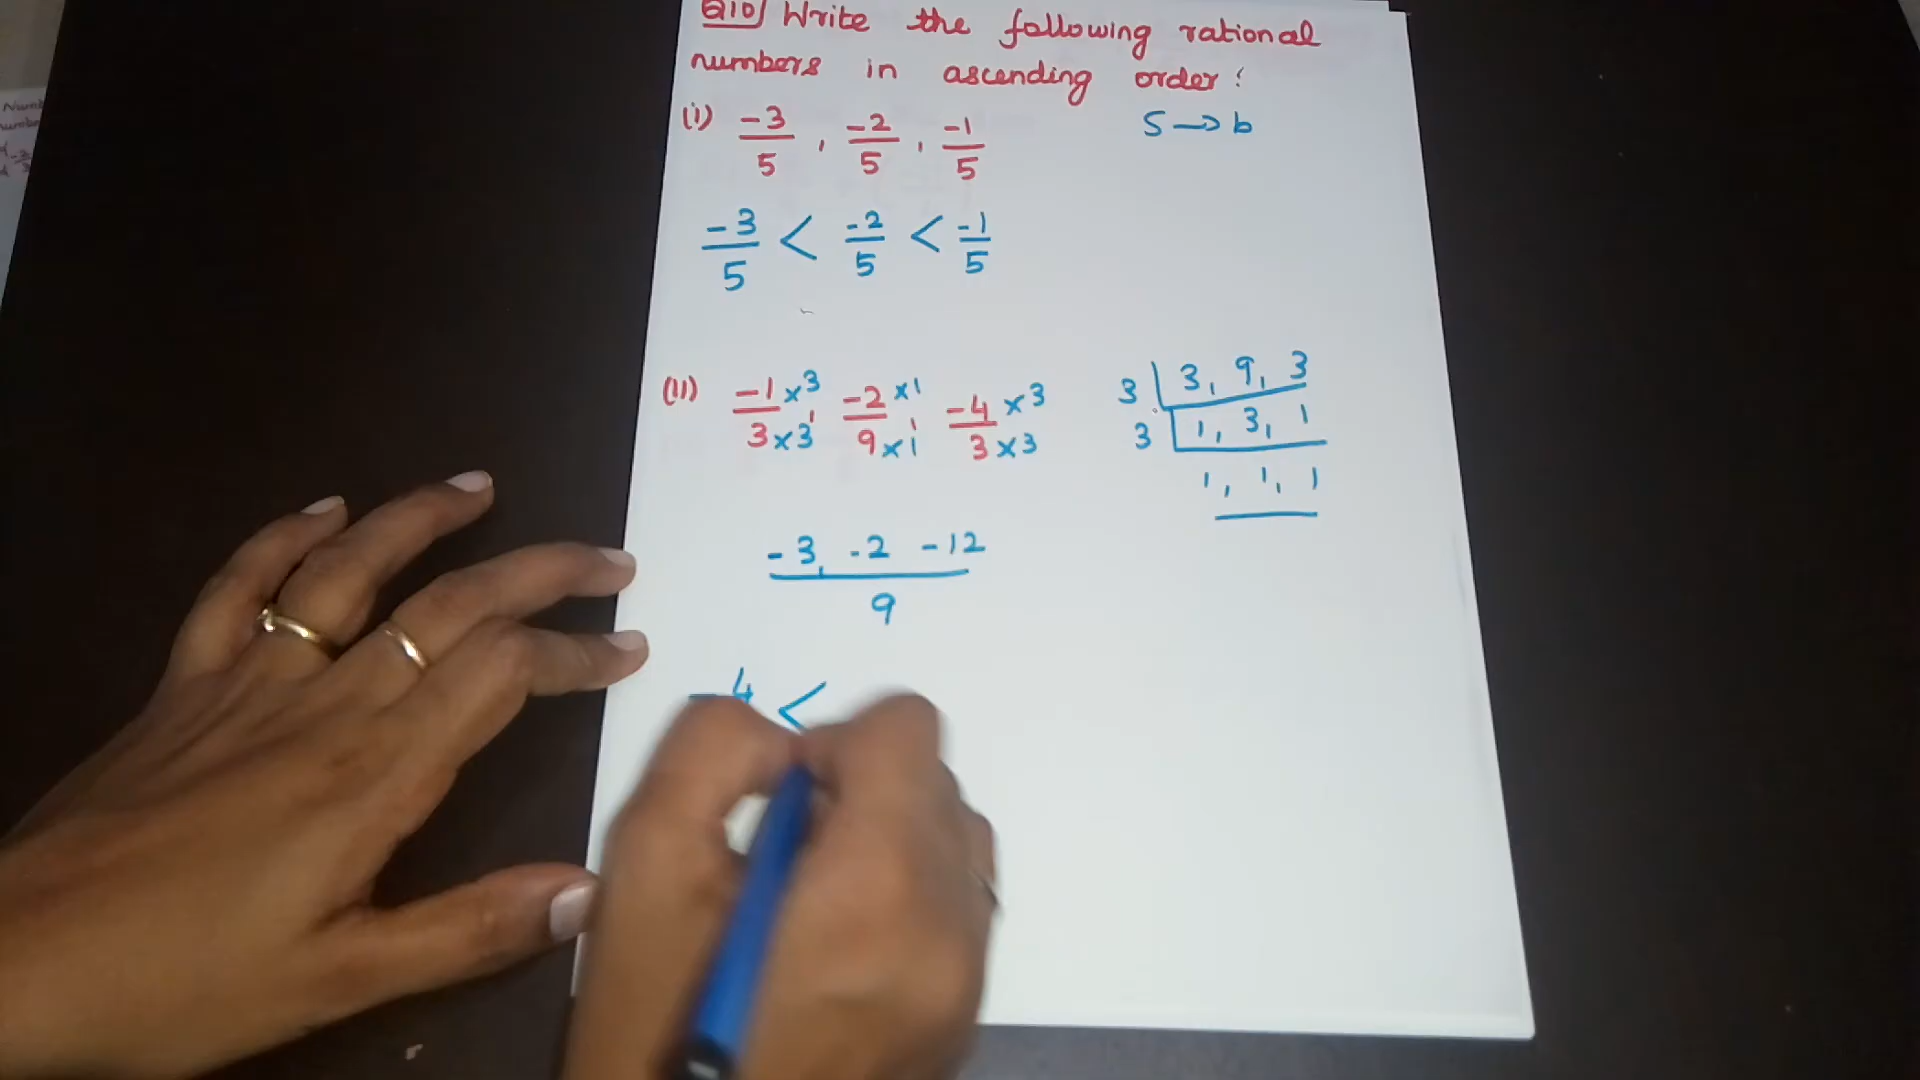 Q10) Write the following rational
numbers in ascending order:
S → b
(i) -3/5, -2/5, -1/5
-3/5 < -2/5 < -1/5
(ii) -1×3/3×3, -2×1/9×1, -4×3/3×3
3 | 3, 9, 3
3 | 1, 3, 1
1, 1, 1
-3, -2 -12
9
-4 <